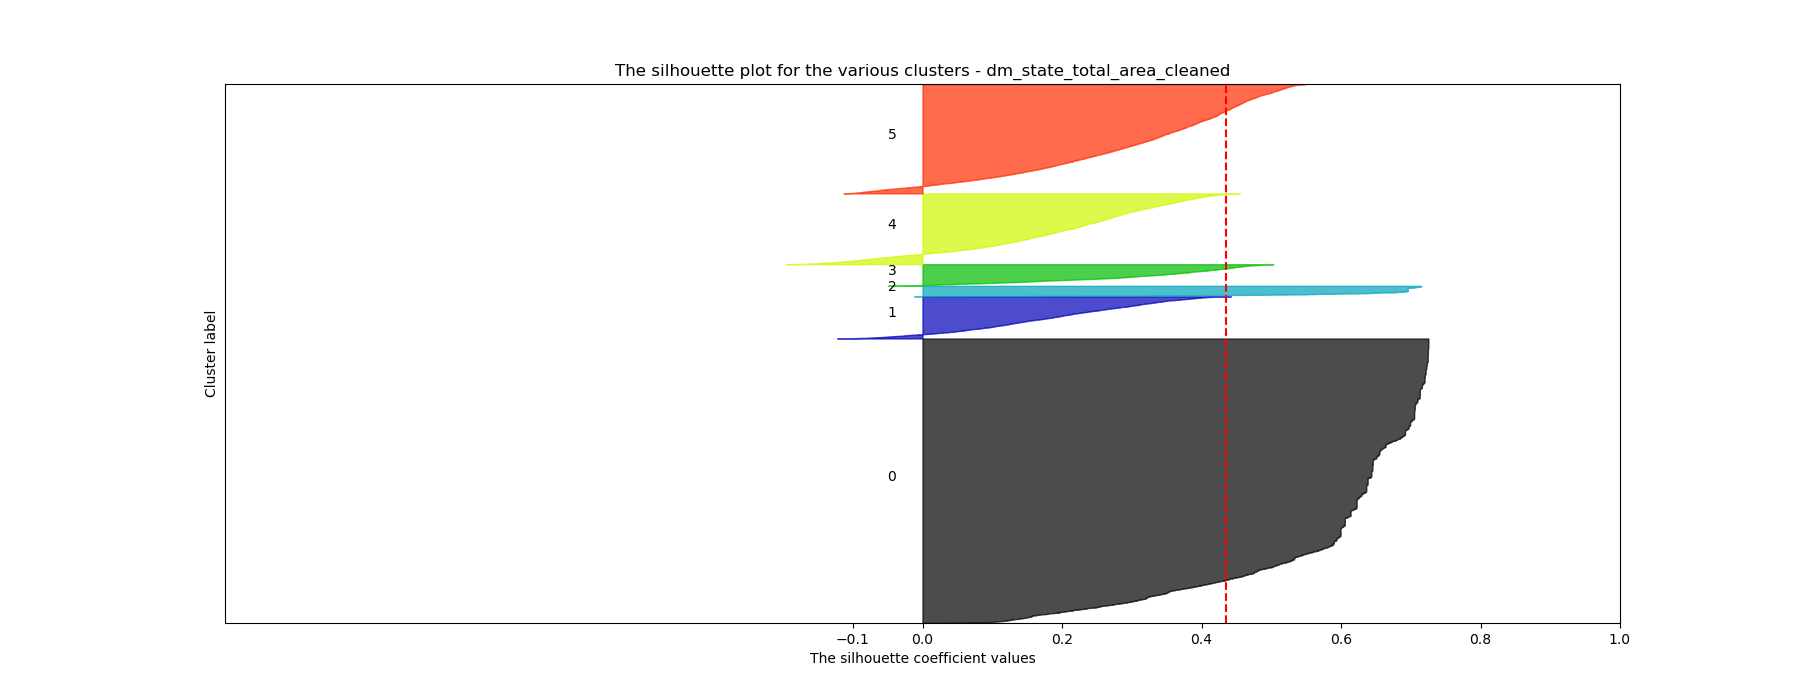 The silhouette plot for the various clusters - dm_state_total_area_cleaned
5
4
3
2
1
0
Cluster label
−0.1 0.0 0.2 0.4 0.6 0.8 1.0
The silhouette coefficient values